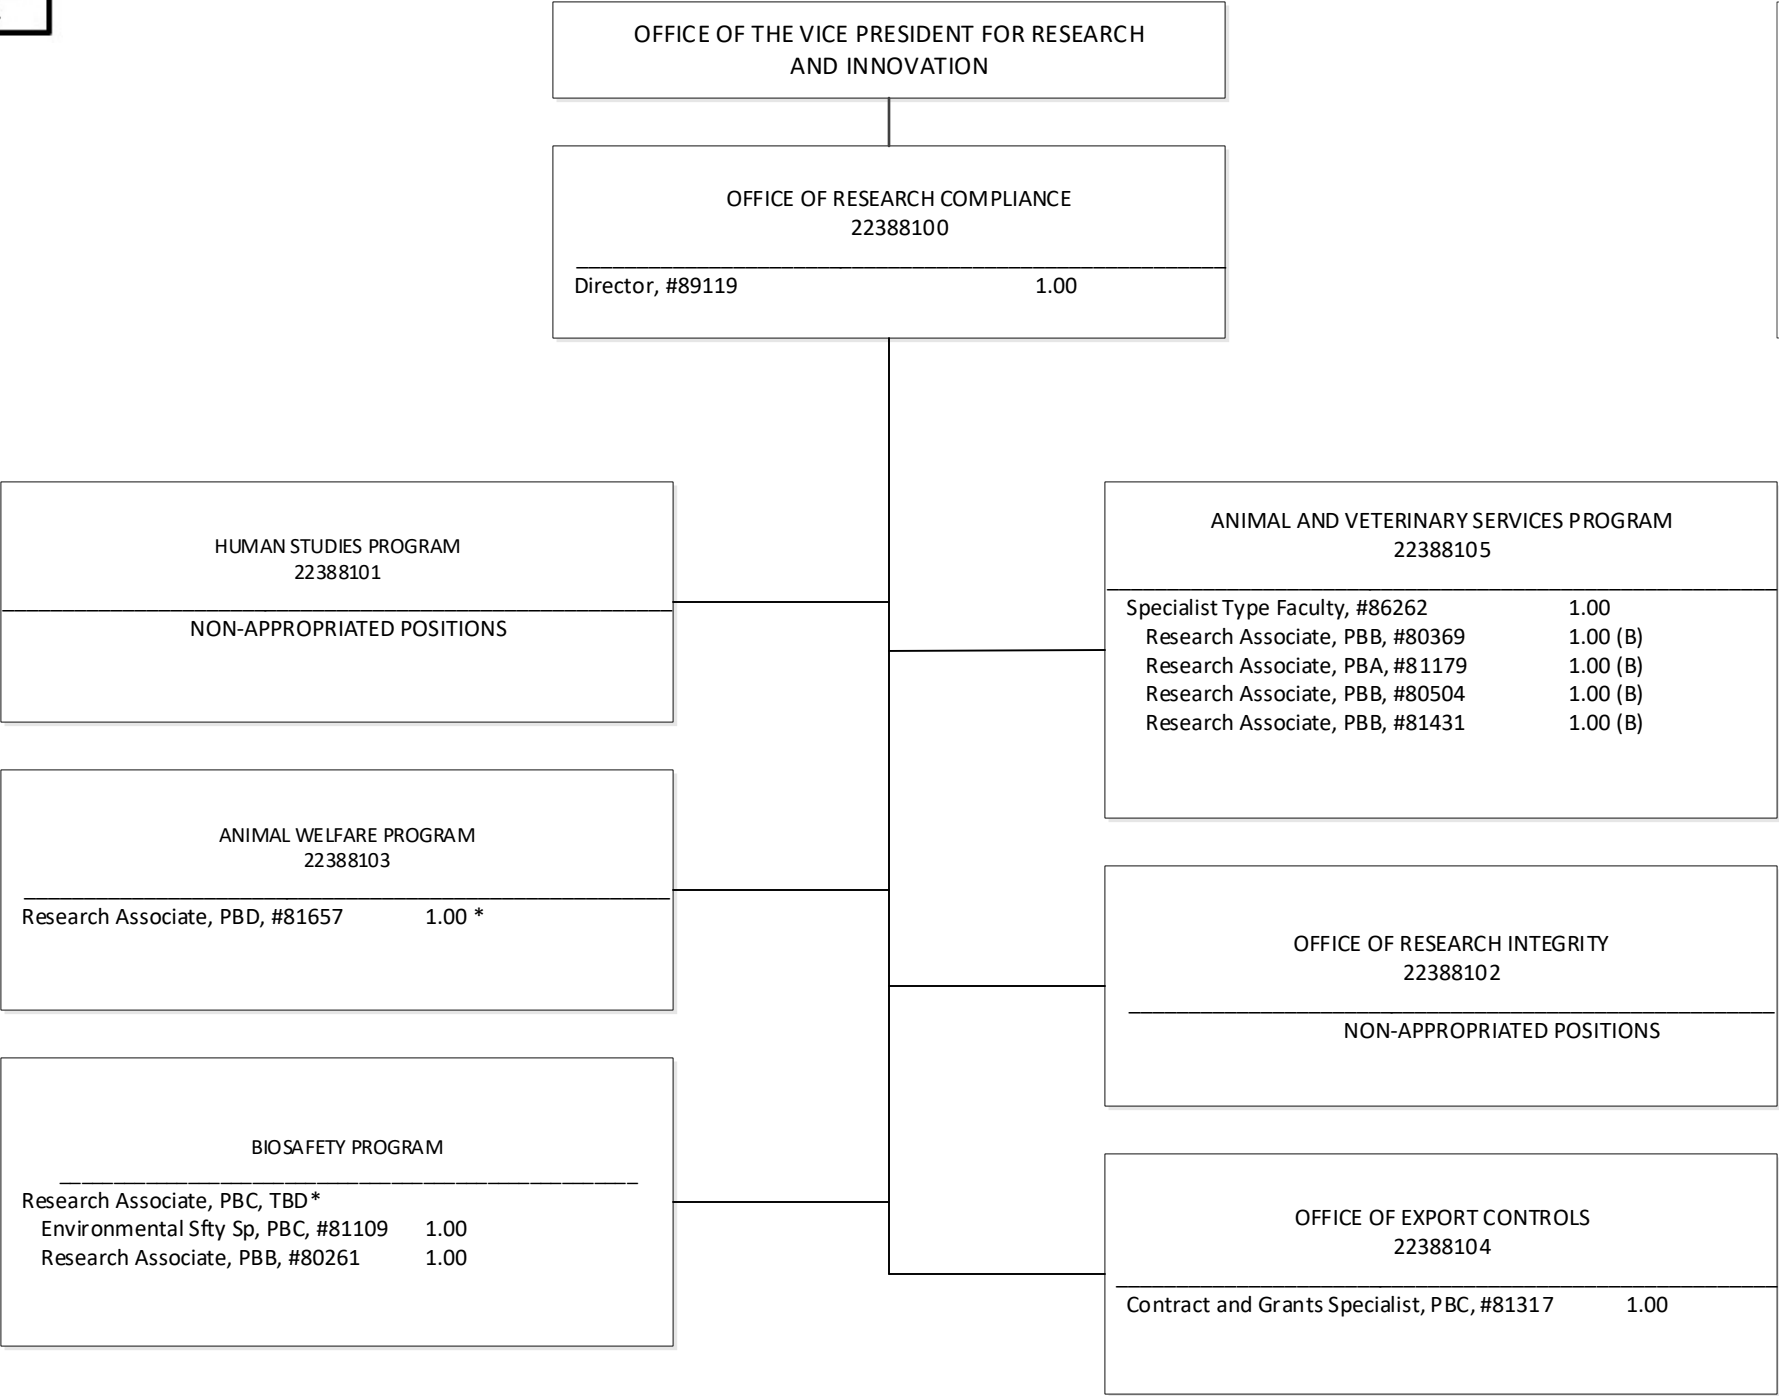 OFFICE OF THE VICE PRESIDENT FOR RESEARCH
AND INNOVATION
OFFICE OF RESEARCH COMPLIANCE
22388100
Director, #89119 1.00
HUMAN STUDIES PROGRAM
22388101
NON-APPROPRIATED POSITIONS
ANIMAL AND VETERINARY SERVICES PROGRAM
22388105
Specialist Type Faculty, #86262 1.00
Research Associate, PBB, #80369 1.00 (B)
Research Associate, PBA, #81179 1.00 (B)
Research Associate, PBB, #80504 1.00 (B)
Research Associate, PBB, #81431 1.00 (B)
ANIMAL WELFARE PROGRAM
22388103
Research Associate, PBD, #81657 1.00 *
OFFICE OF RESEARCH INTEGRITY
22388102
NON-APPROPRIATED POSITIONS
BIOSAFETY PROGRAM
Research Associate, PBC, TBD*
Environmental Sfty Sp, PBC, #81109 1.00
Research Associate, PBB, #80261 1.00
OFFICE OF EXPORT CONTROLS
22388104
Contract and Grants Specialist, PBC, #81317 1.00